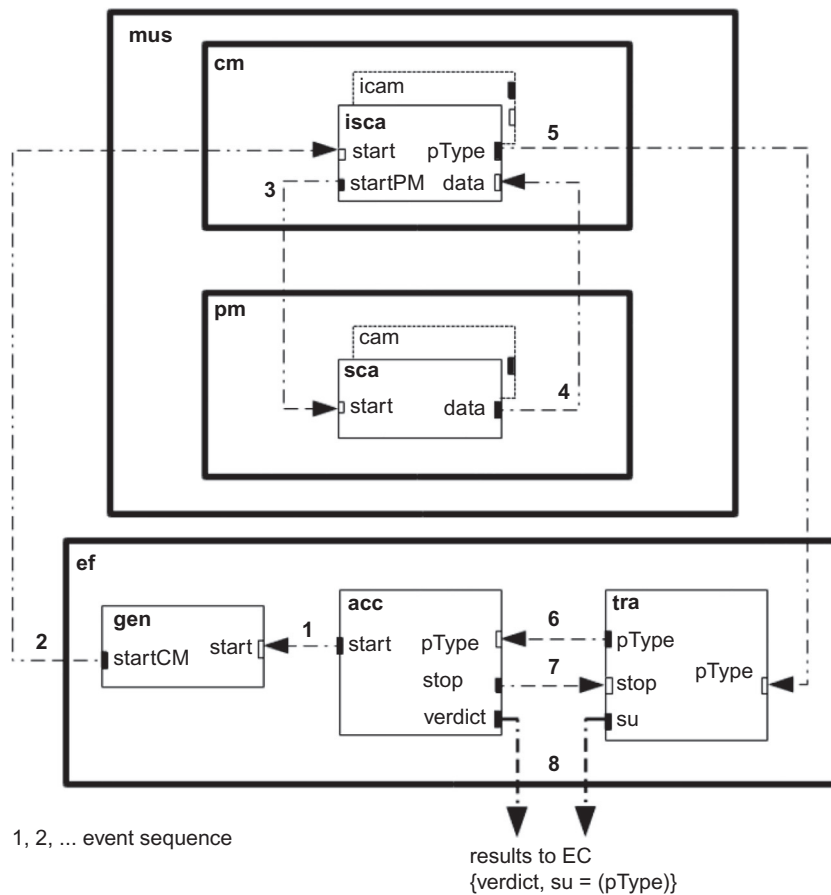 mus
cm
icam
isca
start
pType
5
3
startPM
data
pm
cam
sca
start
data
4
ef
gen
acc
tra
2
startCM
start
1
start
pType
6
pType
stop
7
stop
pType
verdict
su
8
1, 2, ... event sequence
results to EC
{verdict, su = (pType)}